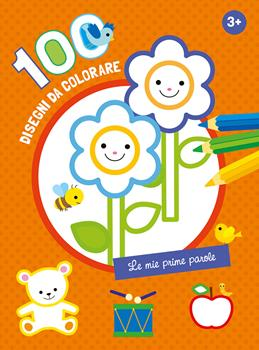 3+
100
DISEGNI DA COLORARE
Le mie prime parole